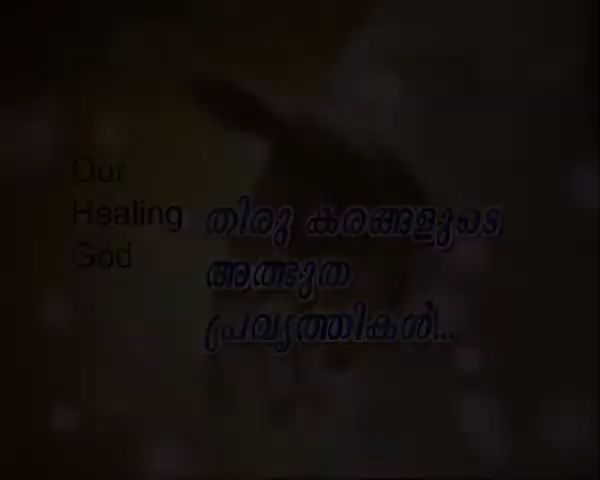 Our
Healing
God
തിരു കരങ്ങളുടെ
അത്ഭുത
പ്രവൃത്തികൾ!..